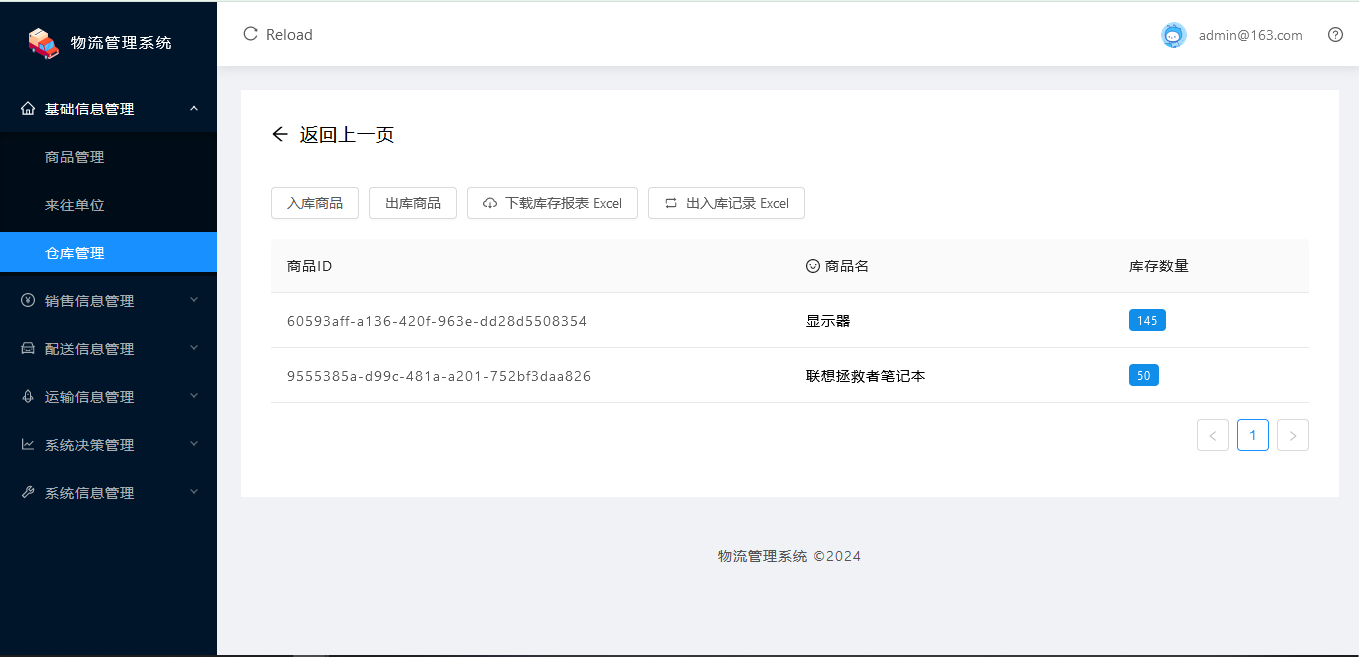 物流管理系统
Reload
admin@163.com
基础信息管理
商品管理
来往单位
仓库管理
销售信息管理
配送信息管理
运输信息管理
系统决策管理
系统信息管理
返回上一页
入库商品 出库商品 下载库存报表 Excel 出入库记录 Excel
商品ID 商品名 库存数量
60593aff-a136-420f-963e-dd28d5508354 显示器 145
9555385a-d99c-481a-a201-752bf3daa826 联想拯救者笔记本 50
< 1 >
物流管理系统 ©2024